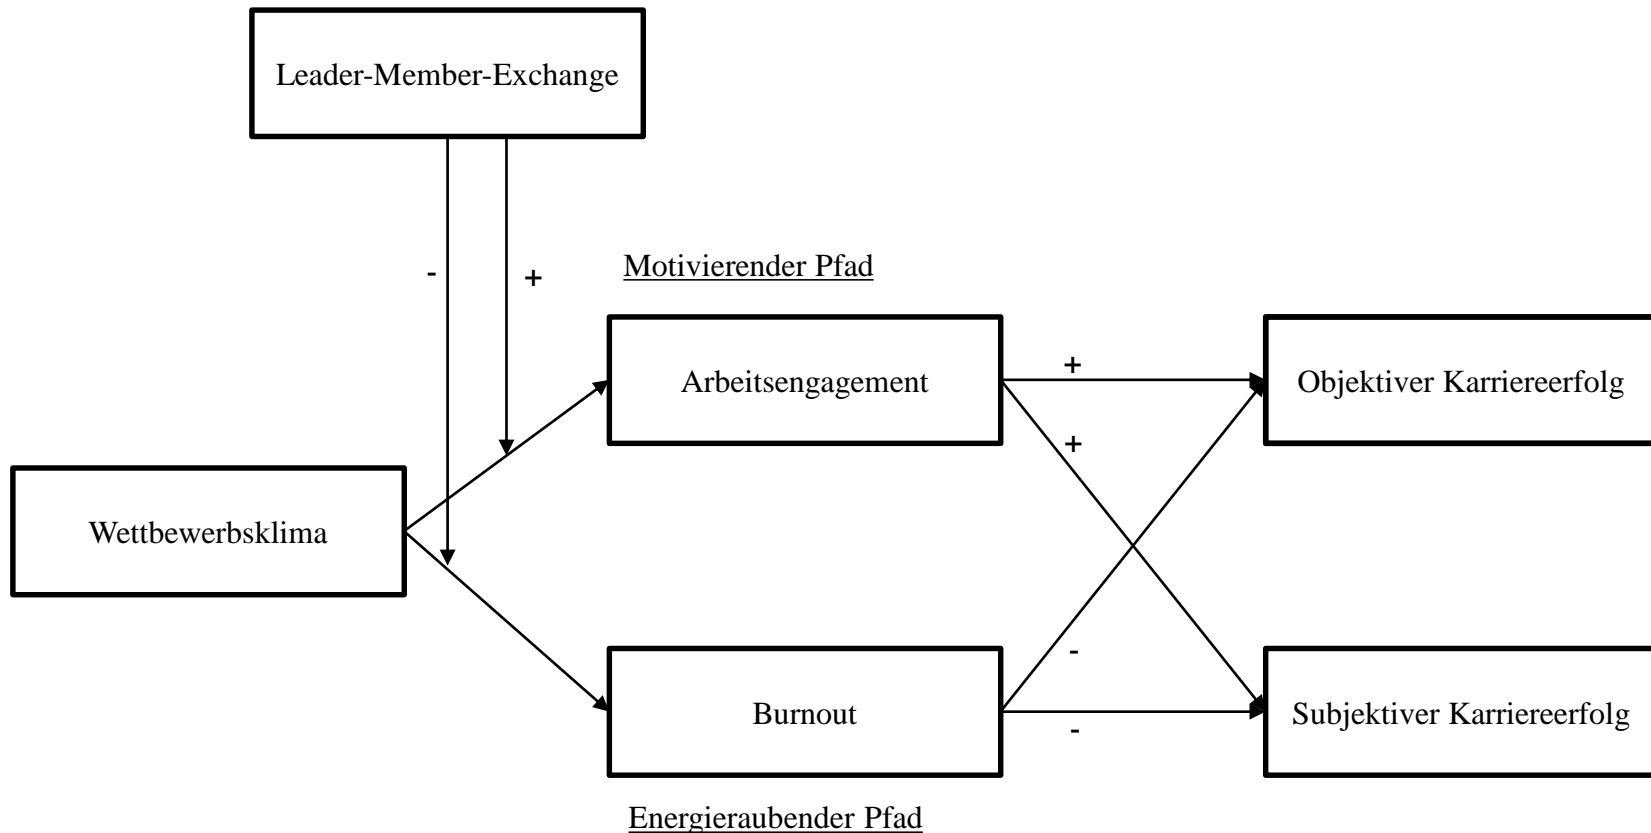 Leader-Member-Exchange
-
+
Motivierender Pfad
Arbeitsengagement
+
+
Objektiver Karriereerfolg
Wettbewerbsklima
Burnout
-
-
Subjektiver Karriereerfolg
Energieraubender Pfad